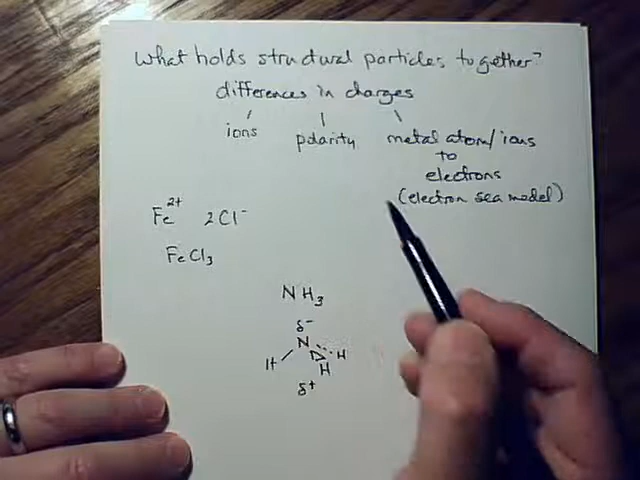 What holds structural particles together?
differences in charges
ions
polarity
metal atom/ions
to
electrons
(electron sea model)
Fe²⁺ 2Cl⁻
FeCl₃
NH₃
δ⁻
N
H H
H
δ⁺